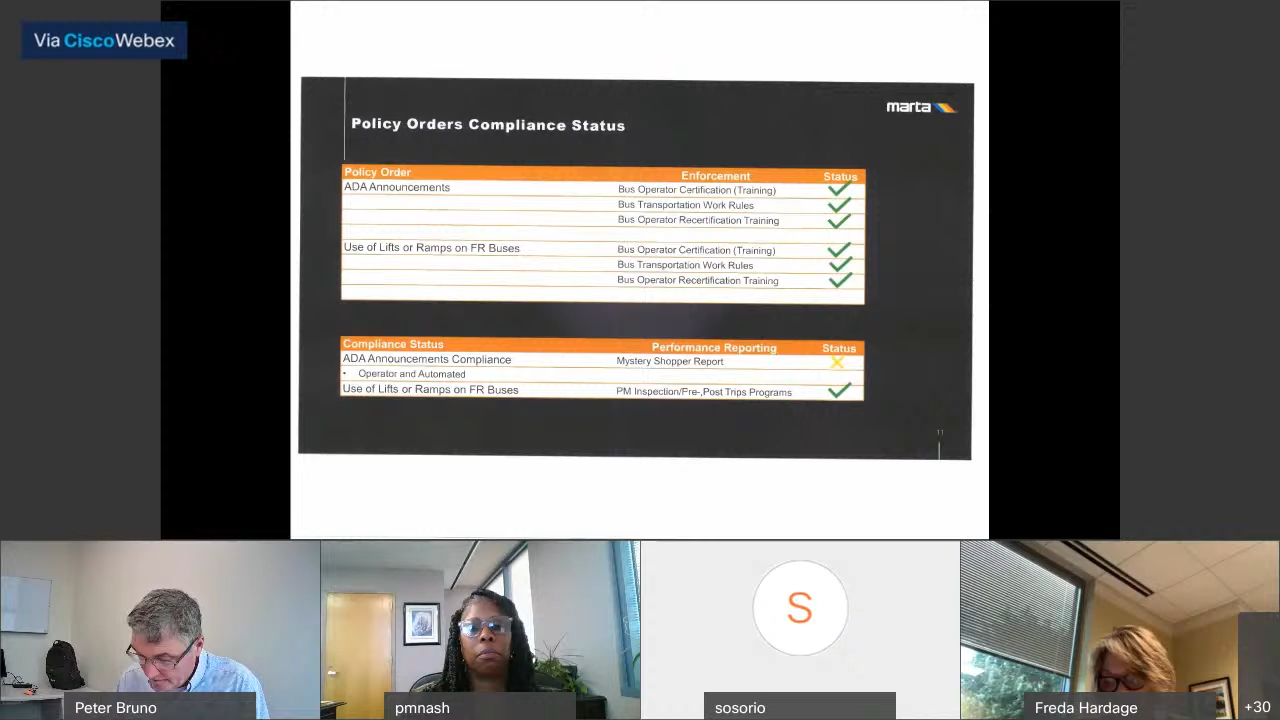 Via CiscoWebex
marta
Policy Orders Compliance Status
Policy Order Enforcement Status
ADA Announcements Bus Operator Certification (Training)
Bus Transportation Work Rules
Bus Operator Recertification Training
Use of Lifts or Ramps on FR Buses Bus Operator Certification (Training)
Bus Transportation Work Rules
Bus Operator Recertification Training
Compliance Status Performance Reporting Status
ADA Announcements Compliance Mystery Shopper Report
• Operator and Automated
Use of Lifts or Ramps on FR Buses PM Inspection/Pre-,Post Trips Programs
11
S
Peter Bruno pmnash sosorio Freda Hardage +30